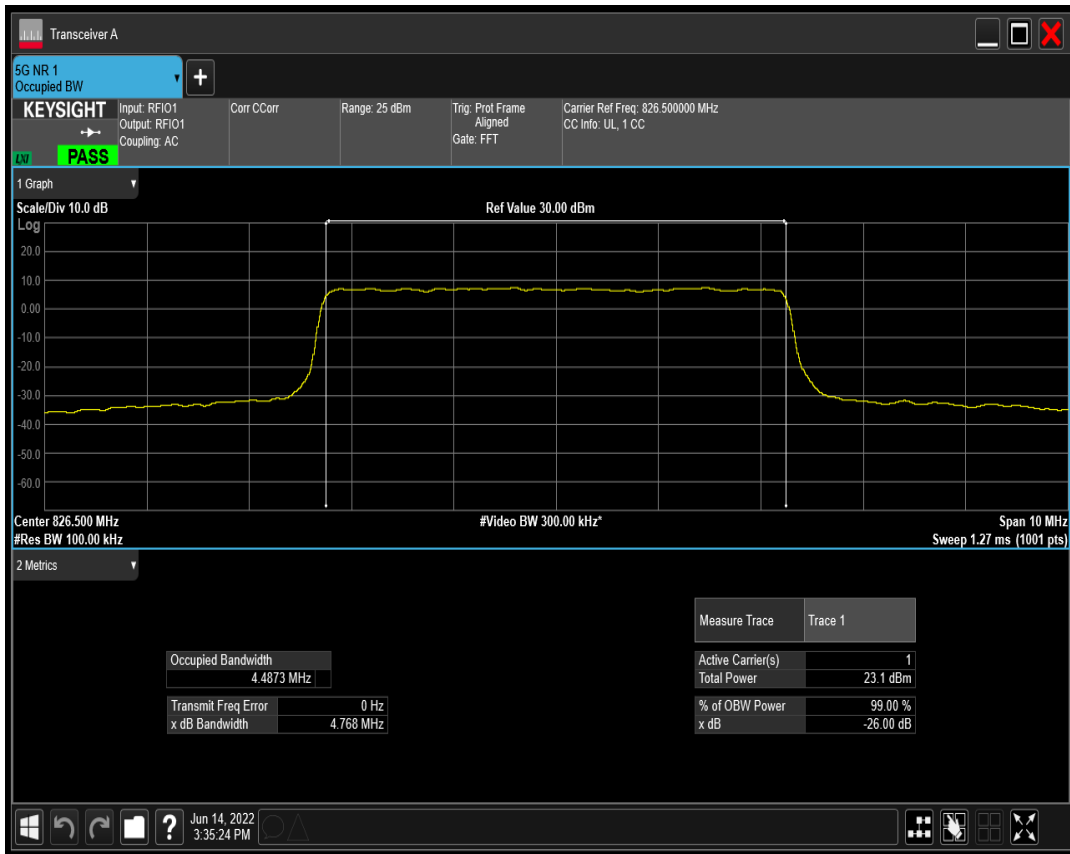 Transceiver A
5G NR 1
Occupied BW
+
KEYSIGHT
LXI
PASS
Input: RFIO1
Output: RFIO1
Coupling: AC
Corr CCorr
Range: 25 dBm
Trig: Prot Frame
Aligned
Gate: FFT
Carrier Ref Freq: 826.500000 MHz
CC Info: UL, 1 CC
1 Graph
Scale/Div 10.0 dB
Ref Value 30.00 dBm
Log
20.0
10.0
0.00
-10.0
-20.0
-30.0
-40.0
-50.0
-60.0
Center 826.500 MHz
#Video BW 300.00 kHz*
Span 10 MHz
#Res BW 100.00 kHz
Sweep 1.27 ms (1001 pts)
2 Metrics
Measure Trace Trace 1
Occupied Bandwidth
4.4873 MHz
Active Carrier(s) 1
Total Power 23.1 dBm
Transmit Freq Error 0 Hz
x dB Bandwidth 4.768 MHz
% of OBW Power 99.00 %
x dB -26.00 dB
?
Jun 14, 2022
3:35:24 PM